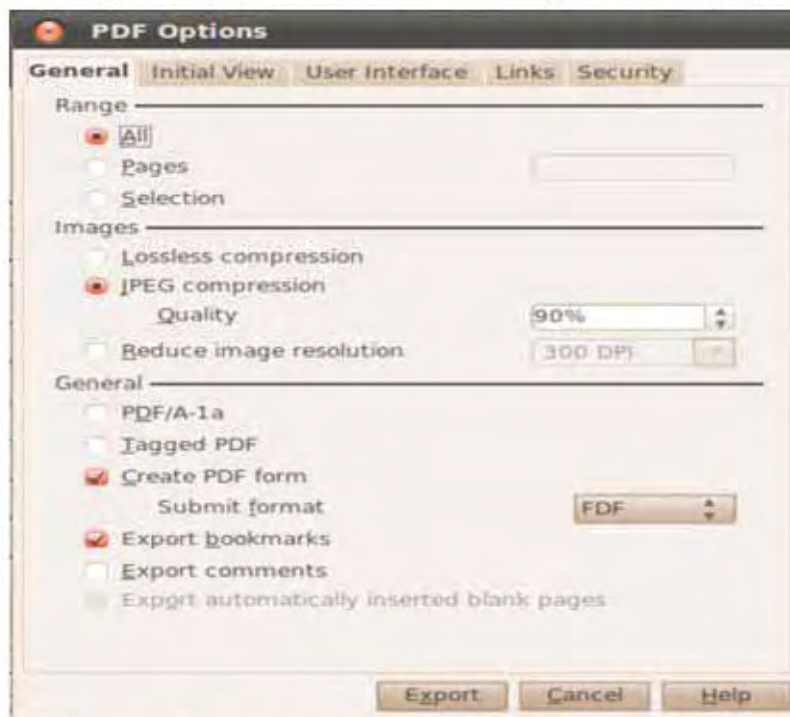 PDF Options
General Initial View User Interface Links Security
Range
All
Pages
Selection
Images
Lossless compression
JPEG compression
Quality 90%
Reduce image resolution 300 DPI
General
PDF/A-1a
Tagged PDF
Create PDF form
Submit format FDF
Export bookmarks
Export comments
Export automatically inserted blank pages
Export Cancel Help